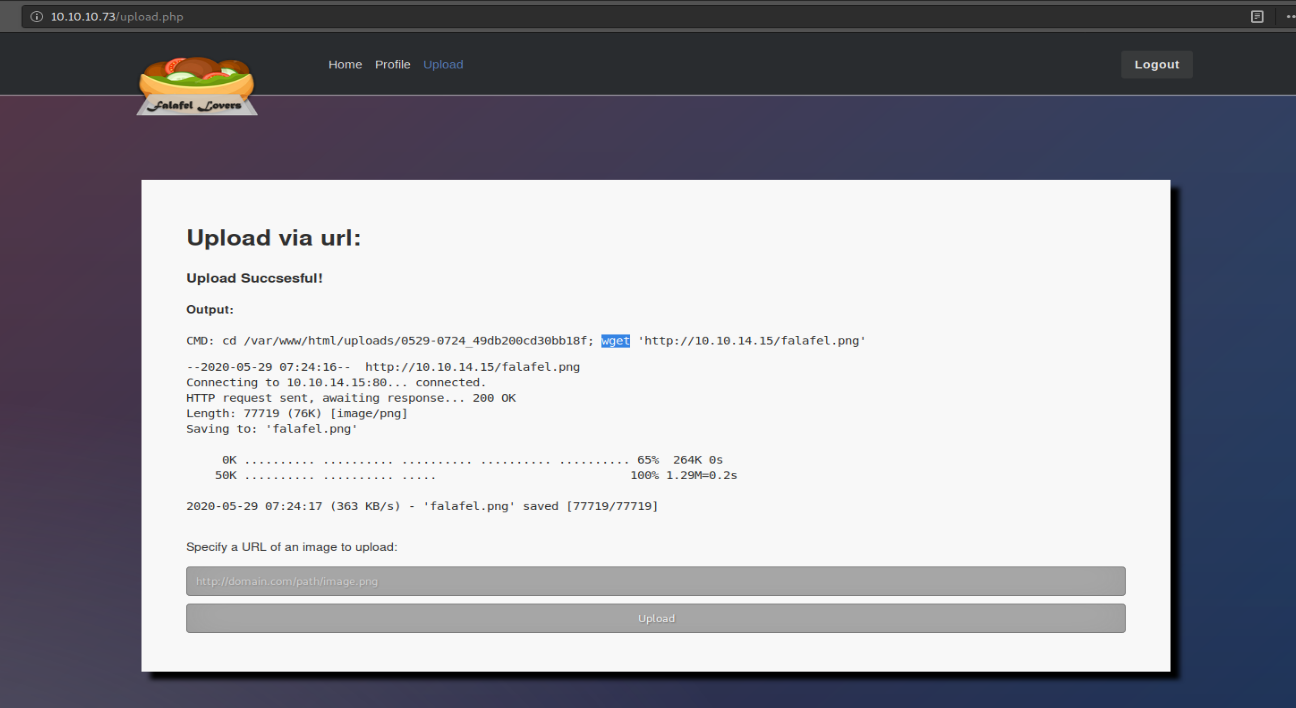 10.10.10.73/upload.php
Home Profile Upload Logout
Falafel Lovers
Upload via url:
Upload Succsesful!
Output:
CMD: cd /var/www/html/uploads/0529-0724_49db200cd30bb18f; wget 'http://10.10.14.15/falafel.png'
--2020-05-29 07:24:16--  http://10.10.14.15/falafel.png
Connecting to 10.10.14.15:80... connected.
HTTP request sent, awaiting response... 200 OK
Length: 77719 (76K) [image/png]
Saving to: 'falafel.png'
0K .......... .......... .......... .......... .......... 65%  264K 0s
50K .......... .......... .....                         100% 1.29M=0.2s
2020-05-29 07:24:17 (363 KB/s) - 'falafel.png' saved [77719/77719]
Specify a URL of an image to upload:
http://domain.com/path/image.png
Upload